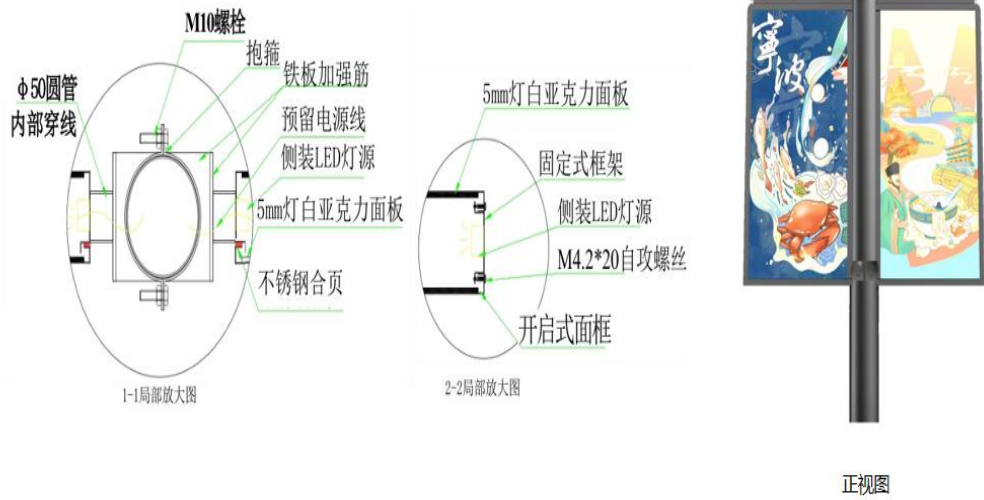 M10螺栓
抱箍
铁板加强筋
φ50圆管
内部穿线
预留电源线
侧装LED灯源
5mm灯白亚克力面板
不锈钢合页
1-1局部放大图
5mm灯白亚克力面板
固定式框架
侧装LED灯源
M4.2*20自攻螺丝
开启式面框
2-2局部放大图
寧波
正视图